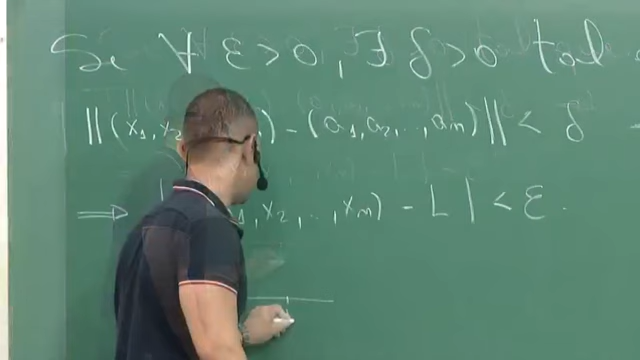 Se ∀ ε > 0, ∃ δ > 0 tal
||(x₁, x₂ ) - (a₁, a₂, .., aₙ)|| < δ
⟹ x₁, x₂, .., xₙ) - L| < ε.